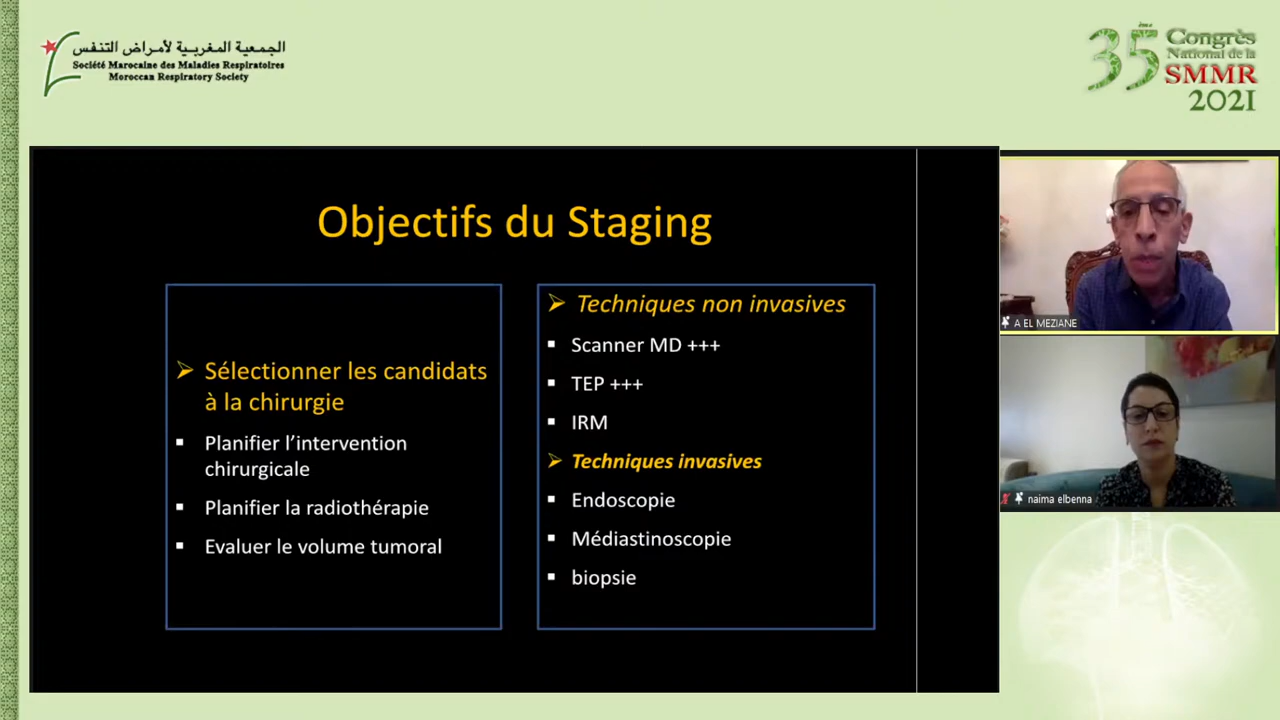 الجمعية المغربية لأمراض التنفس
Société Marocaine des Maladies Respiratoires
Moroccan Respiratory Society
35 Congrès
National de la
SMMR
2021
Objectifs du Staging
➢ Sélectionner les candidats
à la chirurgie
▪ Planifier l’intervention
chirurgicale
▪ Planifier la radiothérapie
▪ Evaluer le volume tumoral
➢ Techniques non invasives
▪ Scanner MD +++
▪ TEP +++
▪ IRM
➢ Techniques invasives
▪ Endoscopie
▪ Médiastinoscopie
▪ biopsie
A EL MEZIANE
naima elbenna